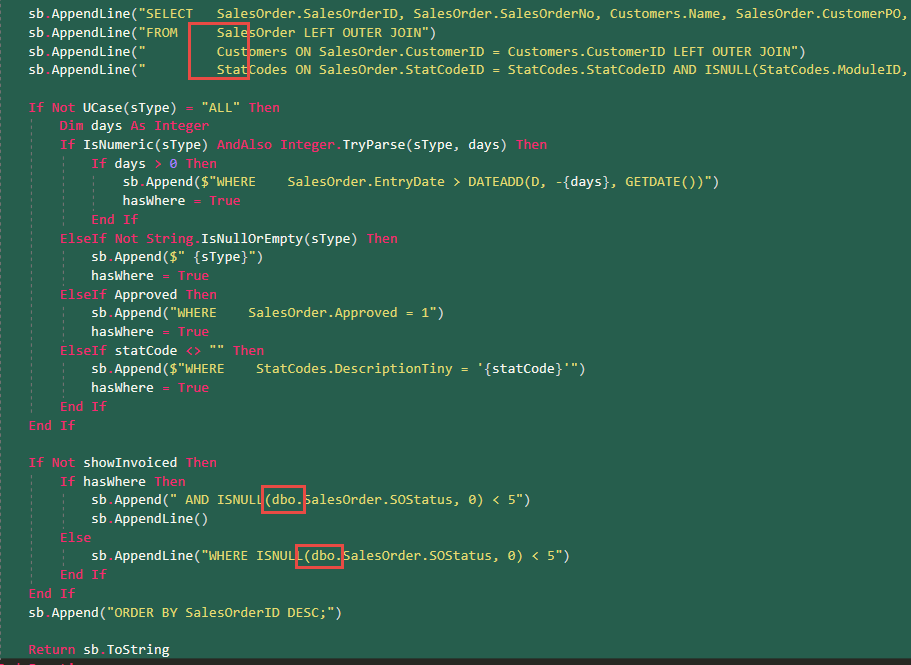 sb.AppendLine("SELECT   SalesOrder.SalesOrderID, SalesOrder.SalesOrderNo, Customers.Name, SalesOrder.CustomerPO,
sb.AppendLine("FROM     SalesOrder LEFT OUTER JOIN")
sb.AppendLine("         Customers ON SalesOrder.CustomerID = Customers.CustomerID LEFT OUTER JOIN")
sb.AppendLine("         StatCodes ON SalesOrder.StatCodeID = StatCodes.StatCodeID AND ISNULL(StatCodes.ModuleID,
If Not UCase(sType) = "ALL" Then
Dim days As Integer
If IsNumeric(sType) AndAlso Integer.TryParse(sType, days) Then
If days > 0 Then
sb.Append($"WHERE    SalesOrder.EntryDate > DATEADD(D, -{days}, GETDATE())")
hasWhere = True
End If
ElseIf Not String.IsNullOrEmpty(sType) Then
sb.Append($" {sType}")
hasWhere = True
ElseIf Approved Then
sb.Append("WHERE    SalesOrder.Approved = 1")
hasWhere = True
ElseIf statCode <> "" Then
sb.Append($"WHERE    StatCodes.DescriptionTiny = '{statCode}'")
hasWhere = True
End If
End If
If Not showInvoiced Then
If hasWhere Then
sb.Append(" AND ISNULL(dbo.SalesOrder.SOStatus, 0) < 5")
sb.AppendLine()
Else
sb.AppendLine("WHERE ISNULL(dbo.SalesOrder.SOStatus, 0) < 5")
End If
End If
sb.Append("ORDER BY SalesOrderID DESC;")
Return sb.ToString